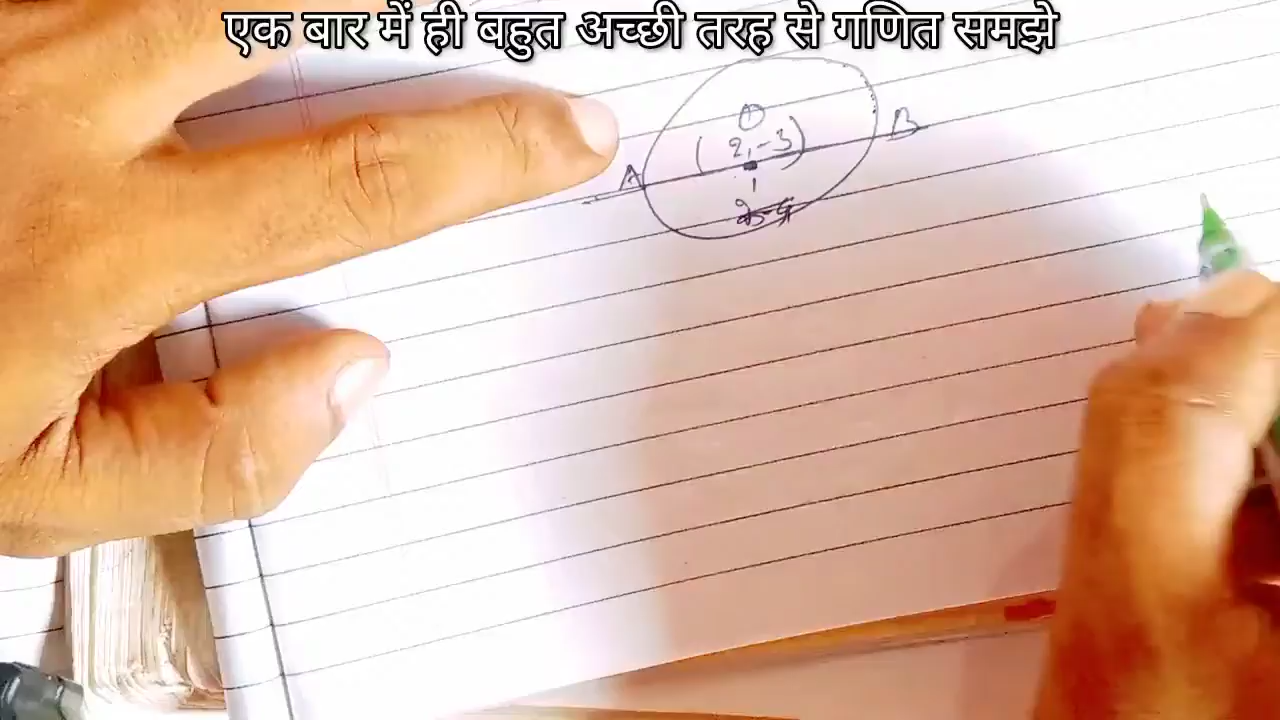 एक बार में ही बहुत अच्छी तरह से गणित समझे
(2,-3)
A
B